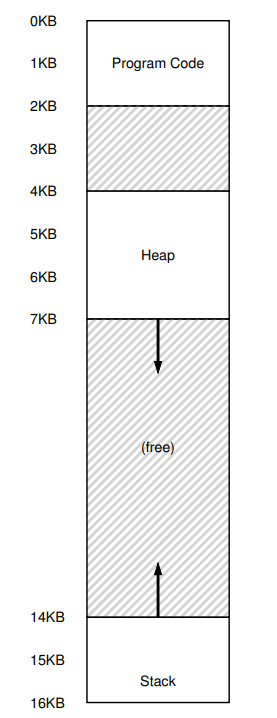 0KB
1KB
Program Code
2KB
3KB
4KB
5KB
Heap
6KB
7KB
(free)
14KB
15KB
Stack
16KB